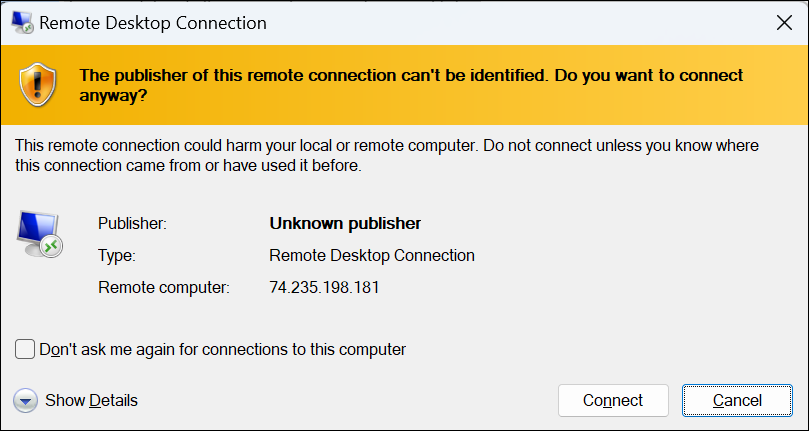 Remote Desktop Connection
The publisher of this remote connection can't be identified. Do you want to connect
anyway?
This remote connection could harm your local or remote computer. Do not connect unless you know where
this connection came from or have used it before.
Publisher: Unknown publisher
Type: Remote Desktop Connection
Remote computer: 74.235.198.181
Don't ask me again for connections to this computer
Show Details Connect Cancel